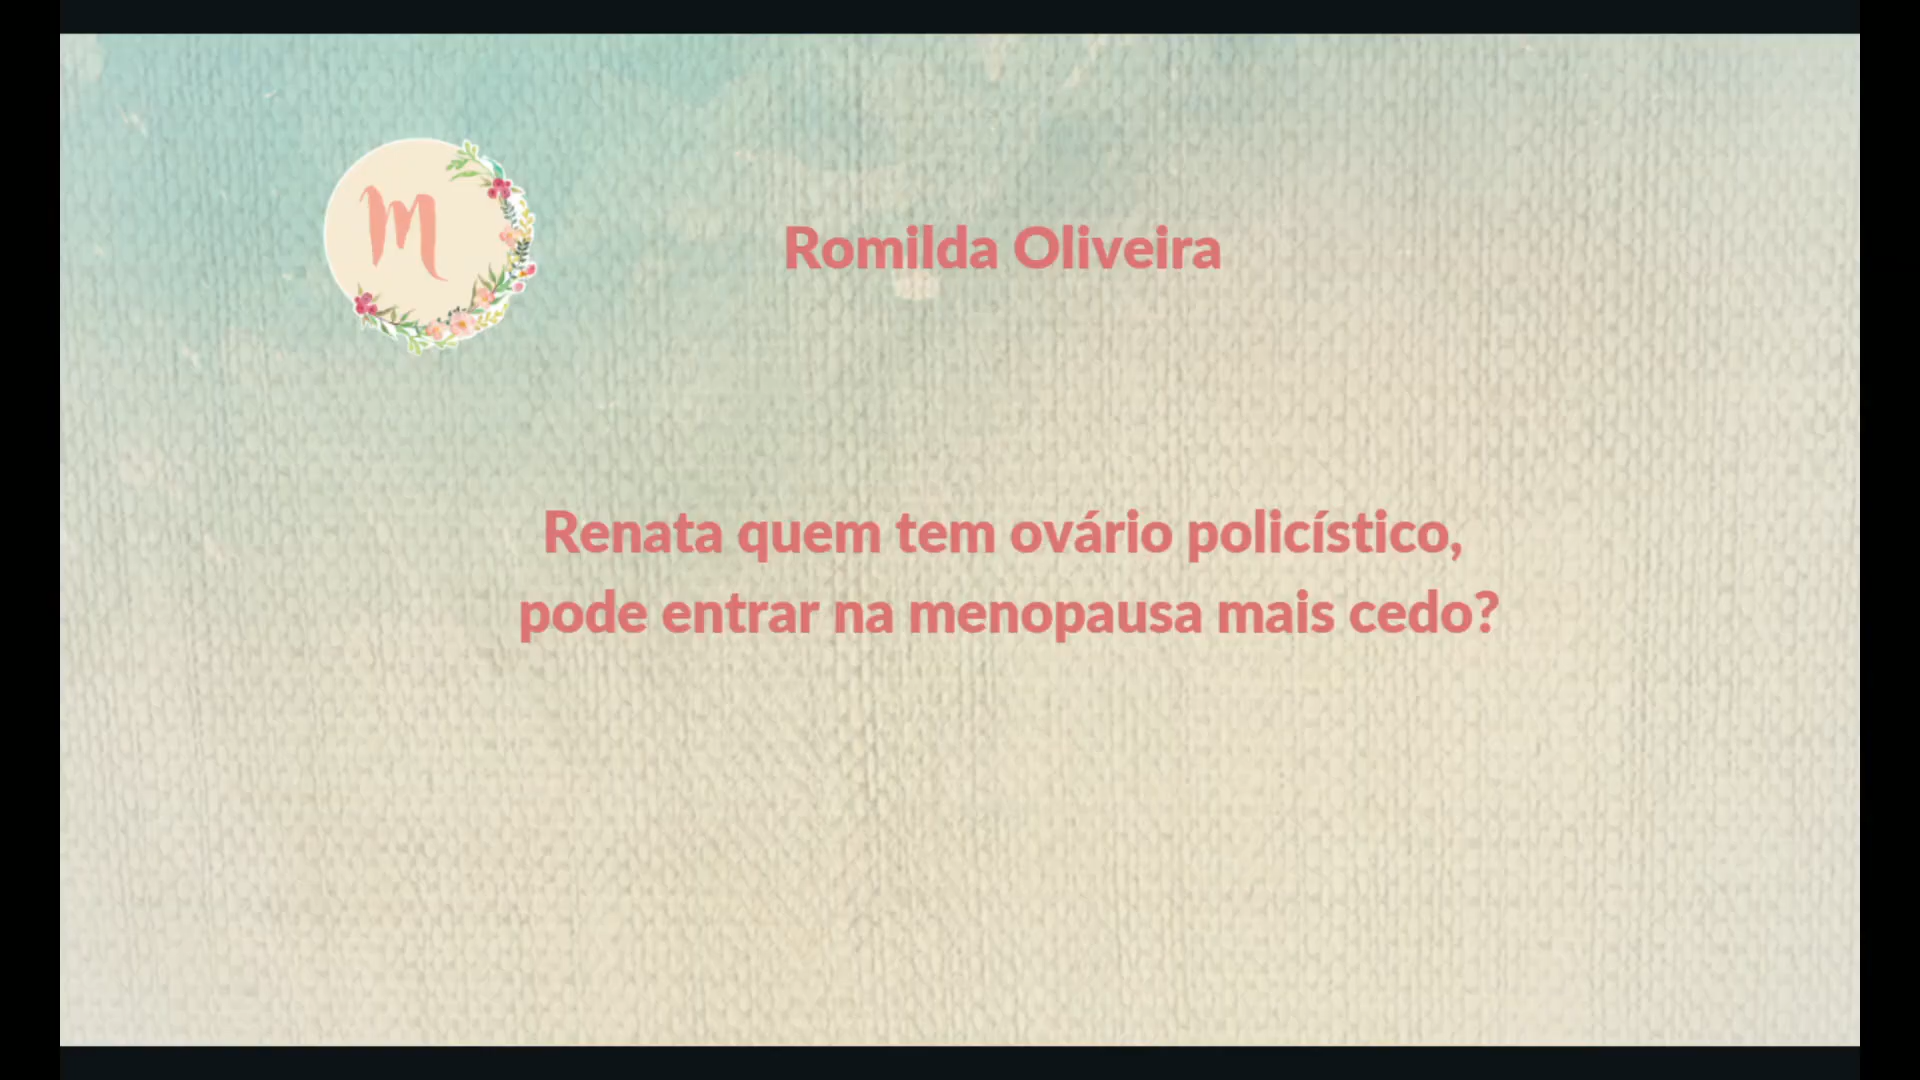 M
Romilda Oliveira
Renata quem tem ovário policístico,
pode entrar na menopausa mais cedo?